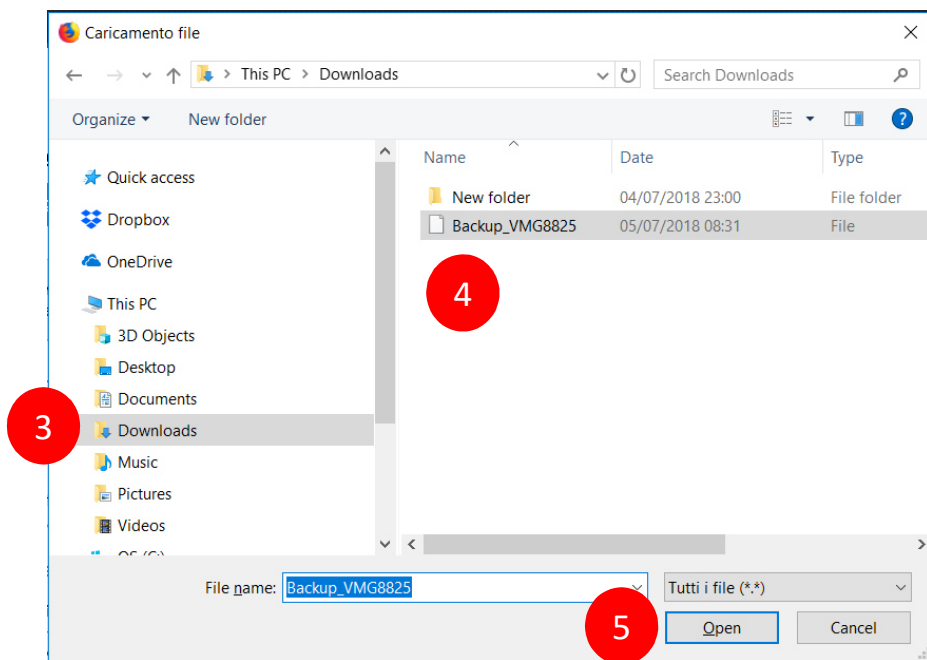 Caricamento file
This PC > Downloads
Search Downloads
Organize
New folder
Name
Date
Type
Quick access
Dropbox
OneDrive
This PC
3D Objects
Desktop
Documents
Downloads
Music
Pictures
Videos
New folder 04/07/2018 23:00 File folder
Backup_VMG8825 05/07/2018 08:31 File
4
3
File name: Backup_VMG8825
Tutti i file (*.*)
5
Open
Cancel